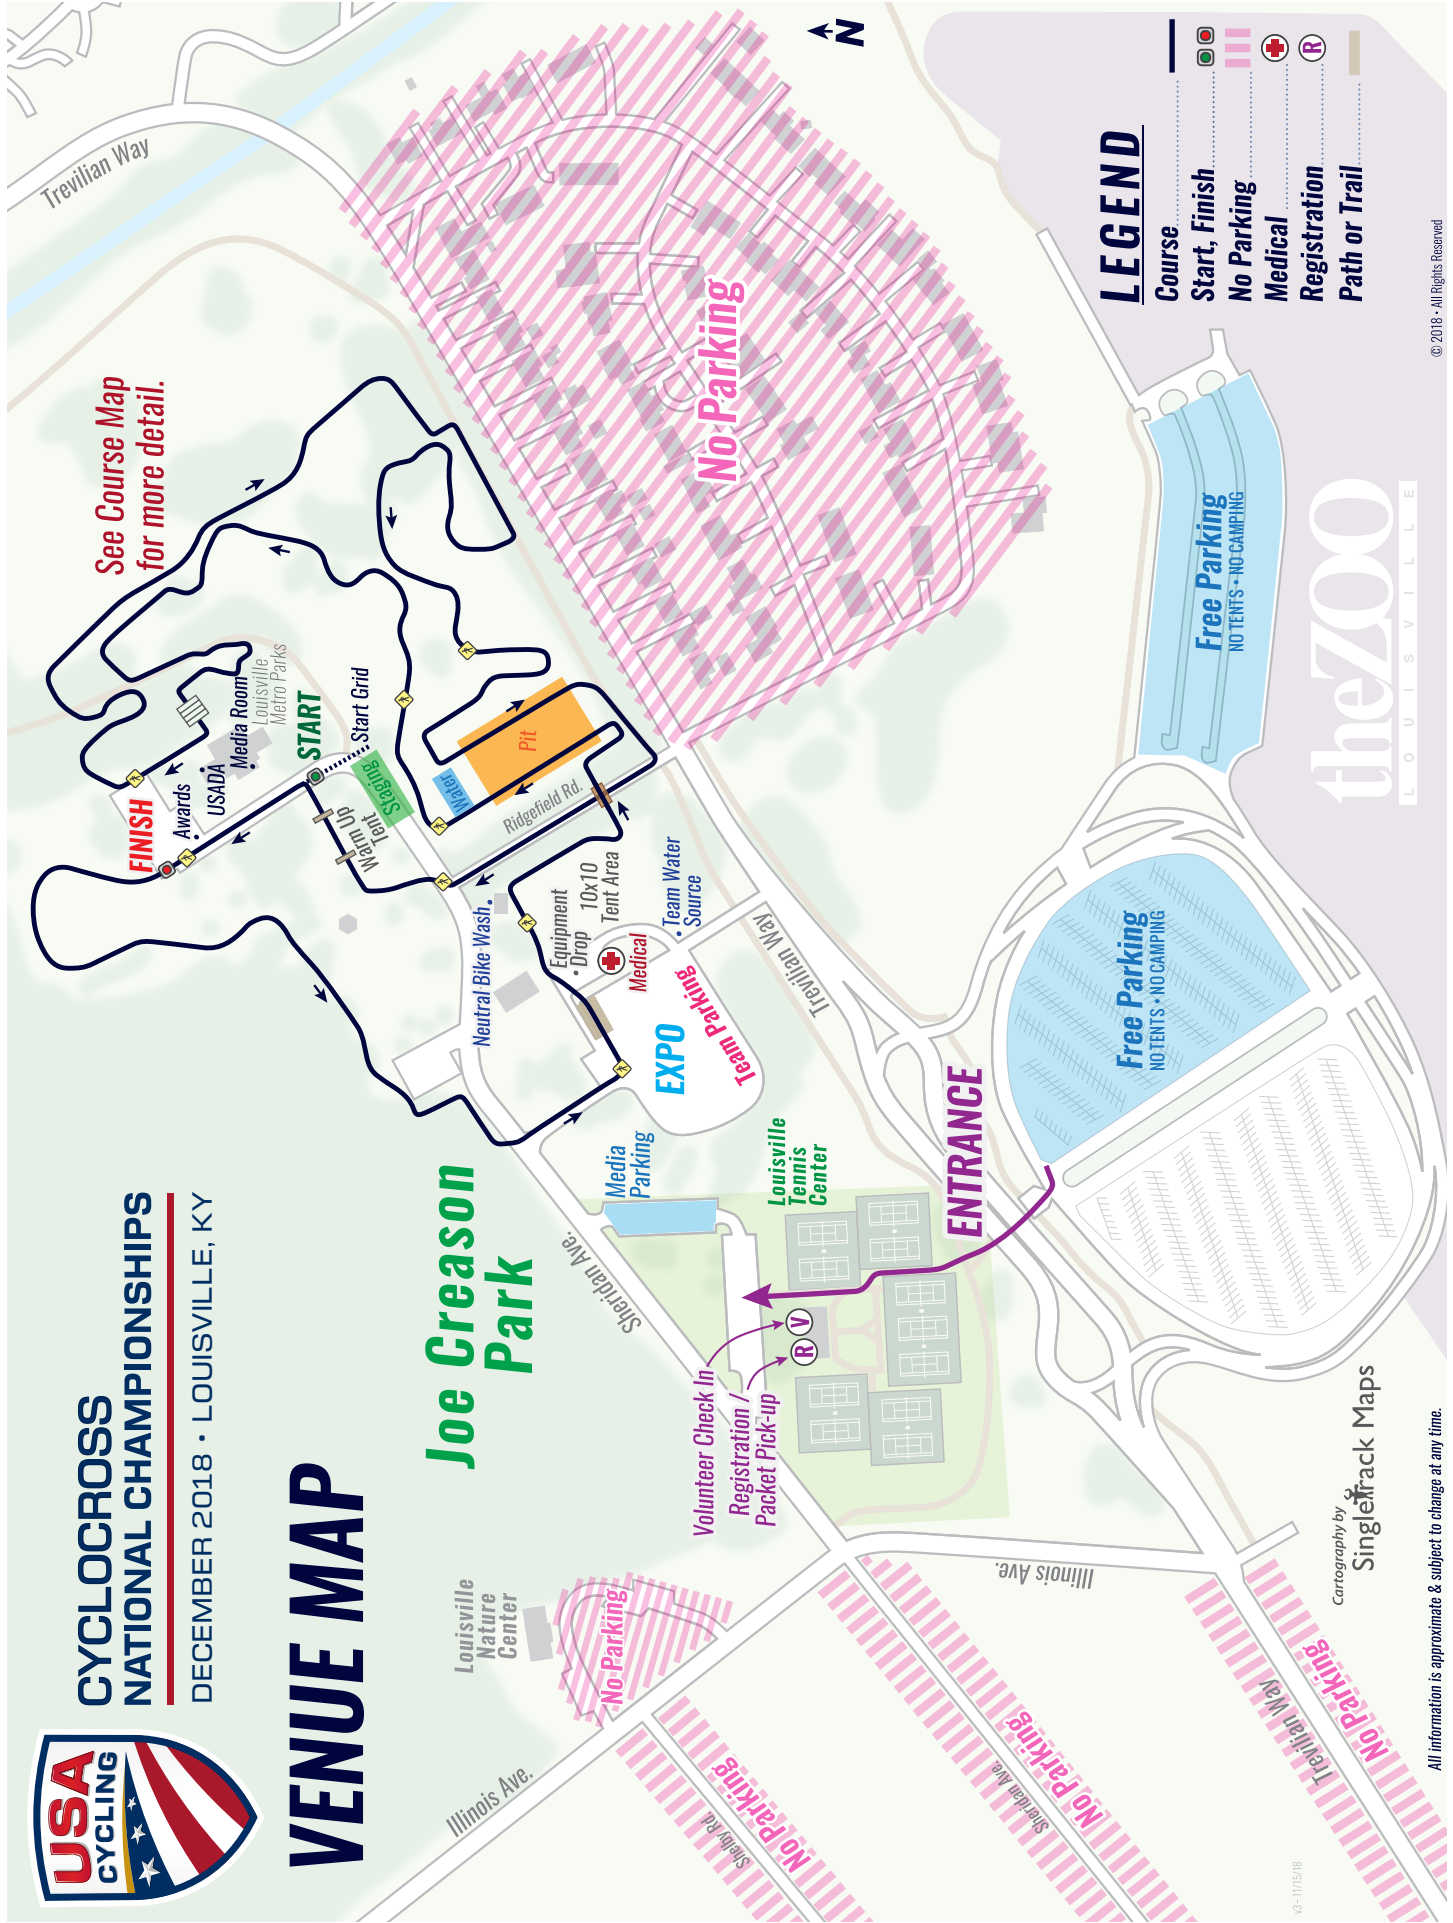 USA
CYCLING
CYCLOCROSS
NATIONAL CHAMPIONSHIPS
DECEMBER 2018 • LOUISVILLE, KY
VENUE MAP
See Course Map
for more detail.
Trevilian Way
N
FINISH
Awards
USADA
Media Room
Louisville
Metro Parks
START
Start Grid
Staging
Warm Up
Tent
Water
Pit
Ridgefield Rd.
Neutral Bike Wash
Equipment
Drop
10x10
Tent Area
Medical
Team Water
Source
EXPO
Team Parking
Trevilian Way
Joe Creason
Park
Media
Parking
Sheridan Ave.
Louisville
Tennis
Center
ENTRANCE
V
R
Volunteer Check In
Registration /
Packet Pick-up
Louisville
Nature
Center
No Parking
No Parking
Illinois Ave.
Illinois Ave.
Shelby Rd.
No Parking
Sheridan Ave.
No Parking
Trevilian Way
No Parking
Free Parking
NO TENTS • NO CAMPING
Free Parking
NO TENTS • NO CAMPING
the ZOO
LOUISVILLE
LEGEND
Course
Start, Finish
No Parking
Medical
Registration
R
Path or Trail
Cartography by
Singletrack Maps
v3 - 11/15/18
All information is approximate & subject to change at any time.
© 2018 • All Rights Reserved